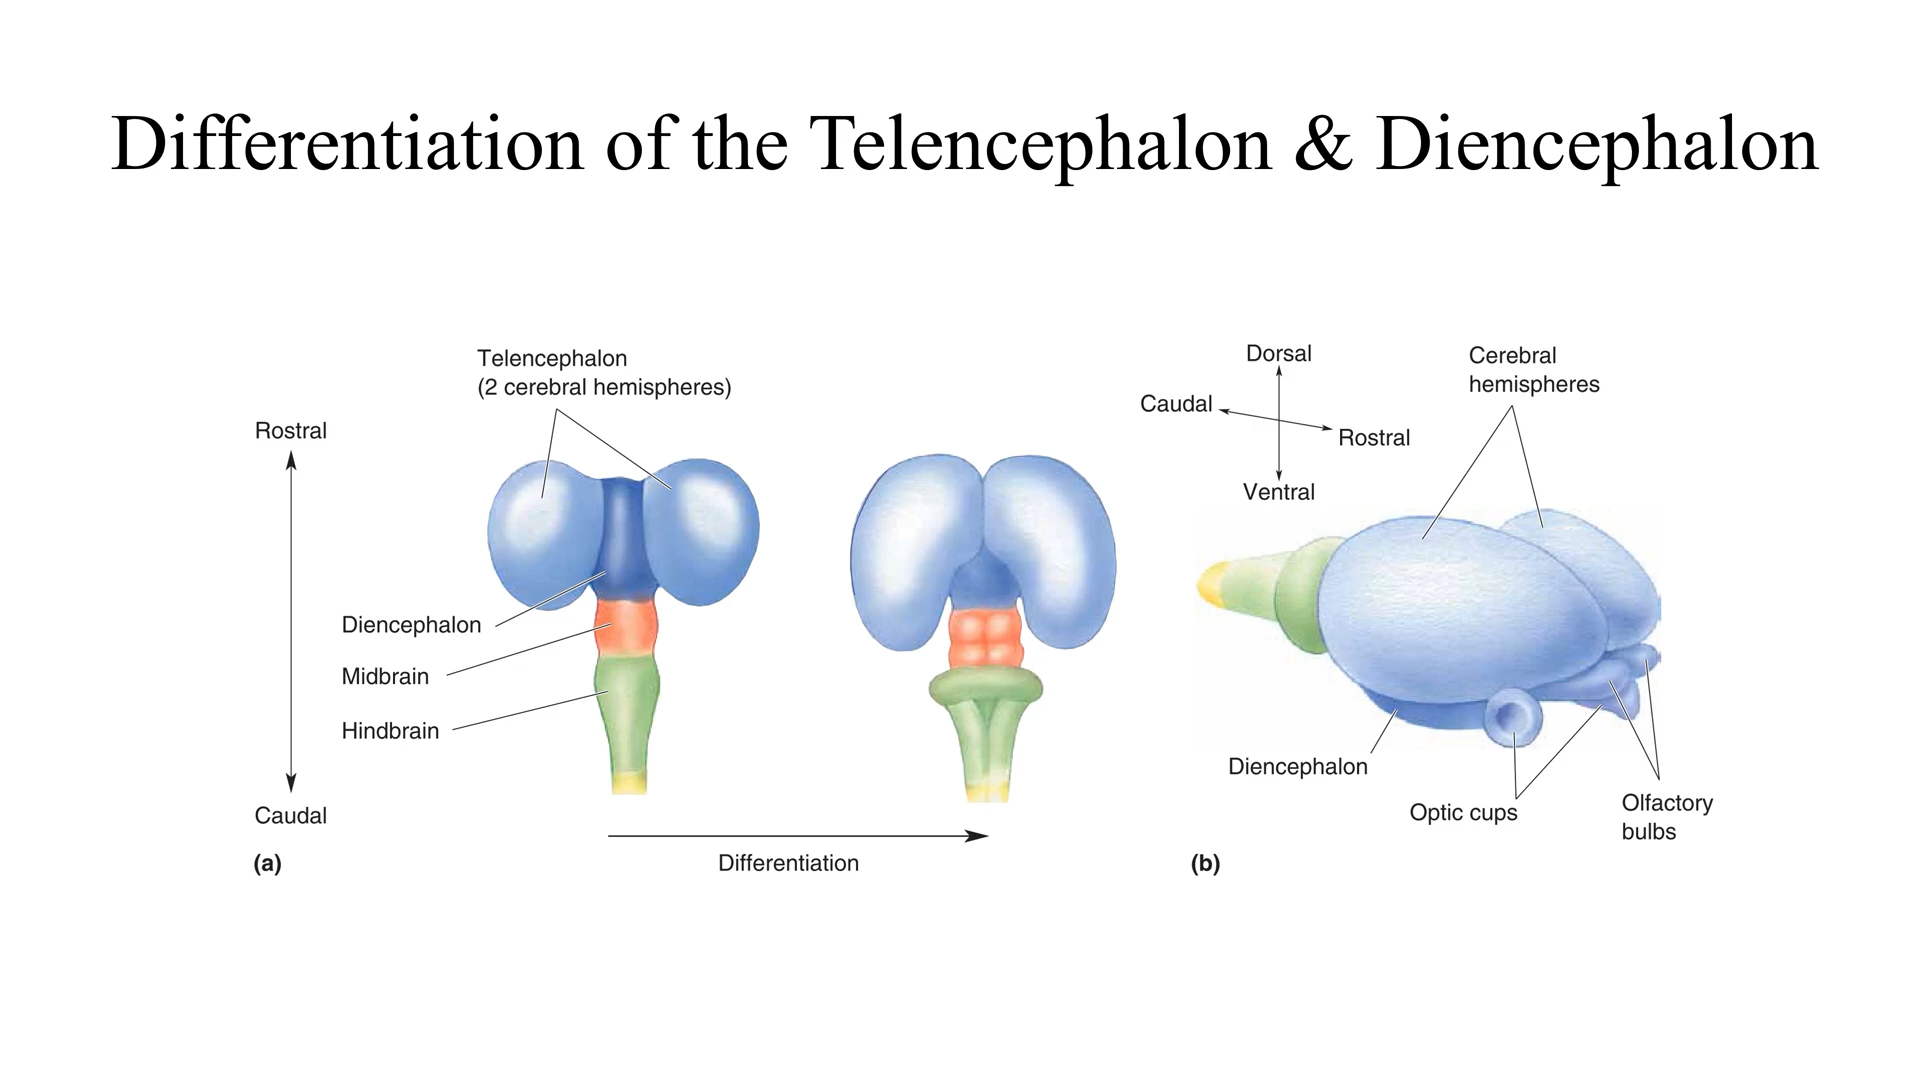 Differentiation of the Telencephalon & Diencephalon
Telencephalon
(2 cerebral hemispheres)
Rostral
Diencephalon
Midbrain
Hindbrain
Caudal
(a)
Differentiation
Dorsal
Caudal
Rostral
Ventral
Cerebral
hemispheres
Diencephalon
Optic cups
Olfactory
bulbs
(b)